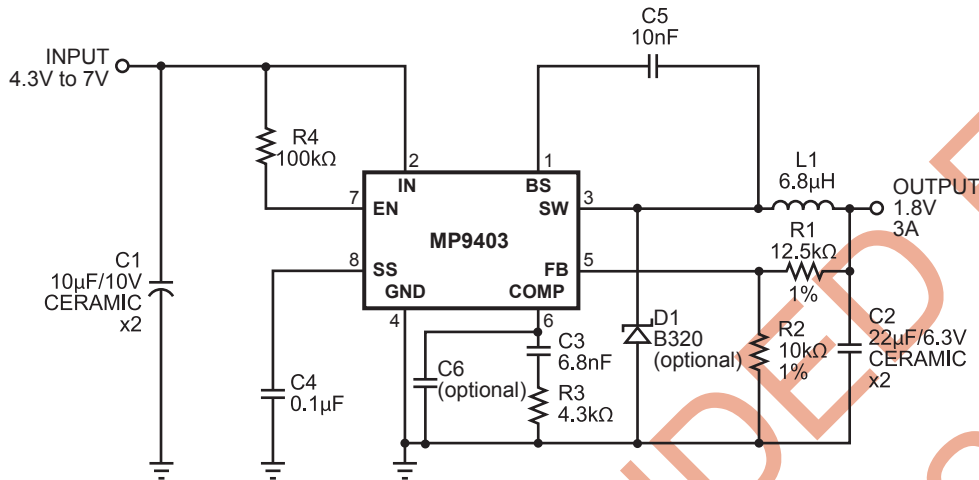 C5
10nF
INPUT
4.3V to 7V
R4
100kΩ
2
IN
1
BS
L1
6.8µH
OUTPUT
1.8V
3A
7
EN
3
SW
MP9403
R1
12.5kΩ
1%
8
SS
5
FB
GND
COMP
4
6
C1
10µF/10V
CERAMIC
x2
D1
B320
(optional)
C2
22µF/6.3V
CERAMIC
x2
R2
10kΩ
1%
C3
6.8nF
C6
(optional)
R3
4.3kΩ
C4
0.1µF